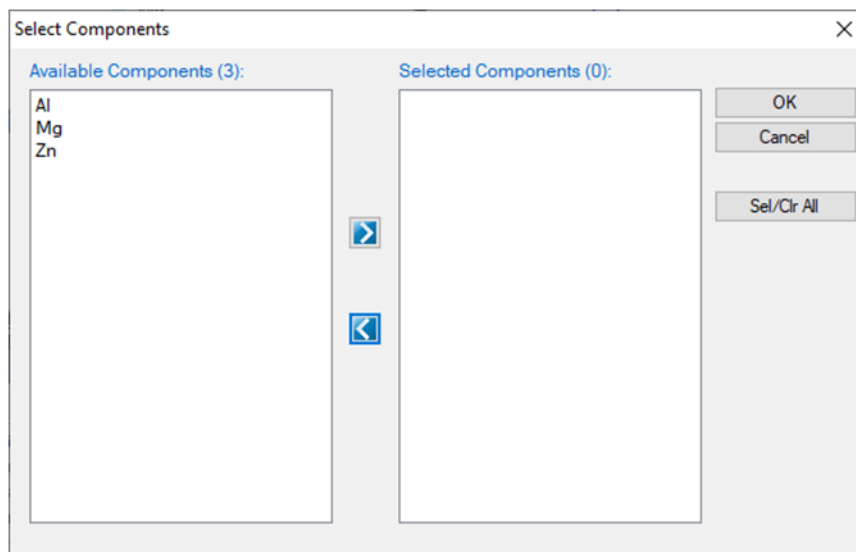 Select Components
Available Components (3):
Al
Mg
Zn
Selected Components (0):
OK
Cancel
Sel/Clr All